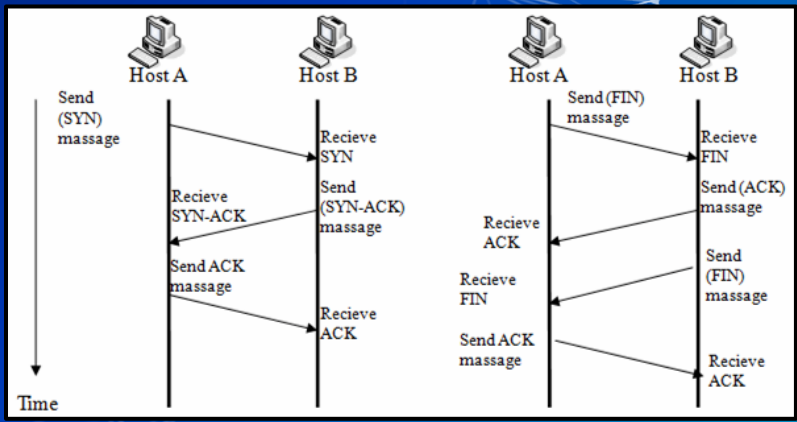 Host A
Host B
Send
(SYN)
massage
Recieve
SYN
Send
(SYN-ACK)
massage
Recieve
SYN-ACK
Send ACK
massage
Recieve
ACK
Time
Host A
Host B
Send (FIN)
massage
Recieve
FIN
Send (ACK)
massage
Recieve
ACK
Send
(FIN)
massage
Recieve
FIN
Send ACK
massage
Recieve
ACK